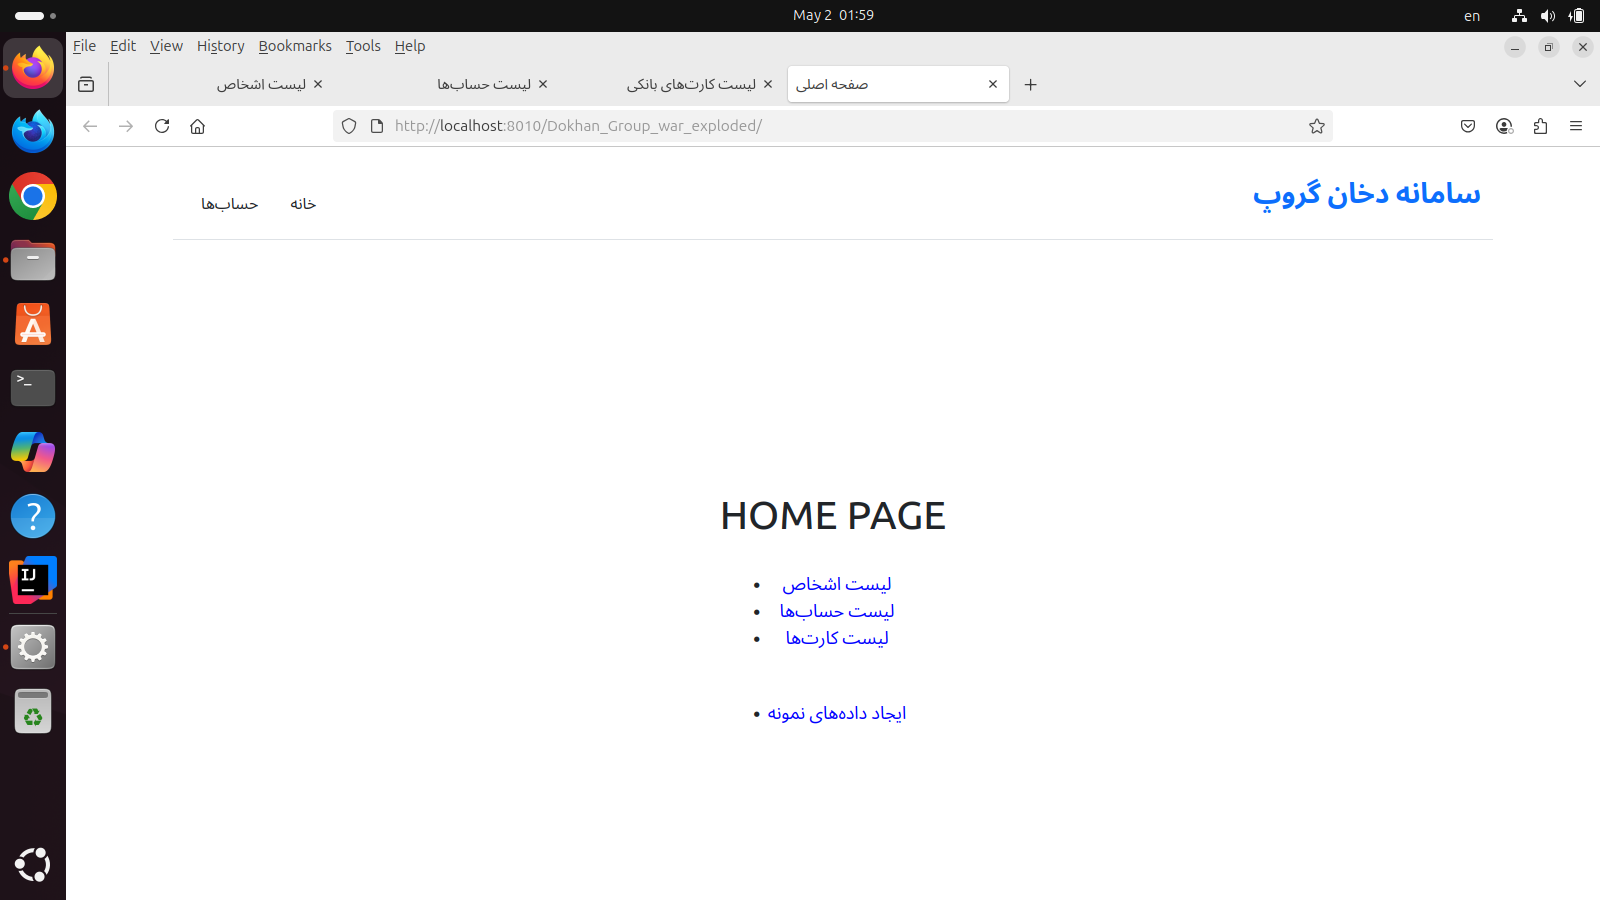 May 2 01:59
en
File Edit View History Bookmarks Tools Help
لیست اشخاص
لیست حساب‌ها
لیست کارت‌های بانکی
صفحه اصلی
http://localhost:8010/Dokhan_Group_war_exploded/
سامانه دخان گروپ
خانه
حساب‌ها
HOME PAGE
• لیست اشخاص
• لیست حساب‌ها
• لیست کارت‌ها
• ایجاد داده‌های نمونه